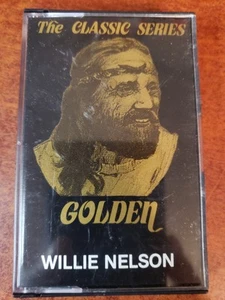 The CLASSIC SERIES
GOLDEN
WILLIE NELSON